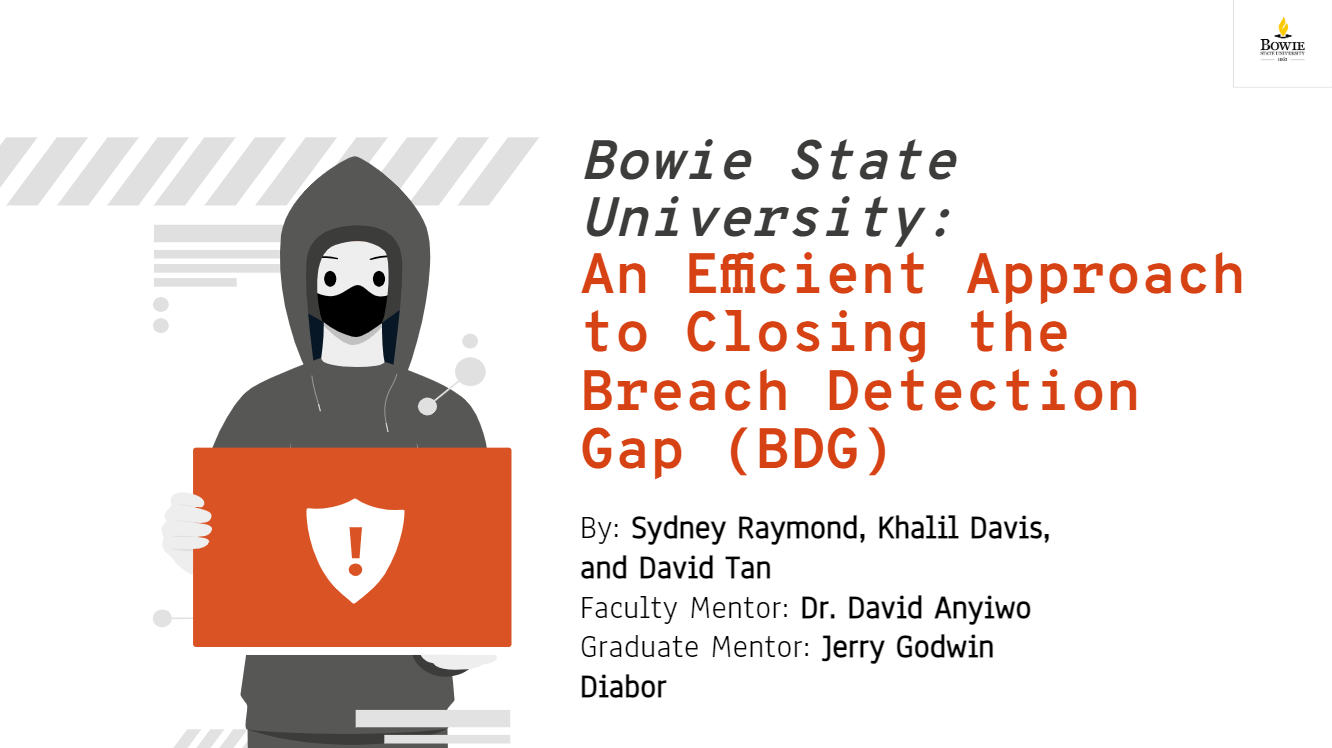 BOWIE
STATE UNIVERSITY
1865
Bowie State
University:
An Efficient Approach
to Closing the
Breach Detection
Gap (BDG)
!
By: Sydney Raymond, Khalil Davis,
and David Tan
Faculty Mentor: Dr. David Anyiwo
Graduate Mentor: Jerry Godwin
Diabor